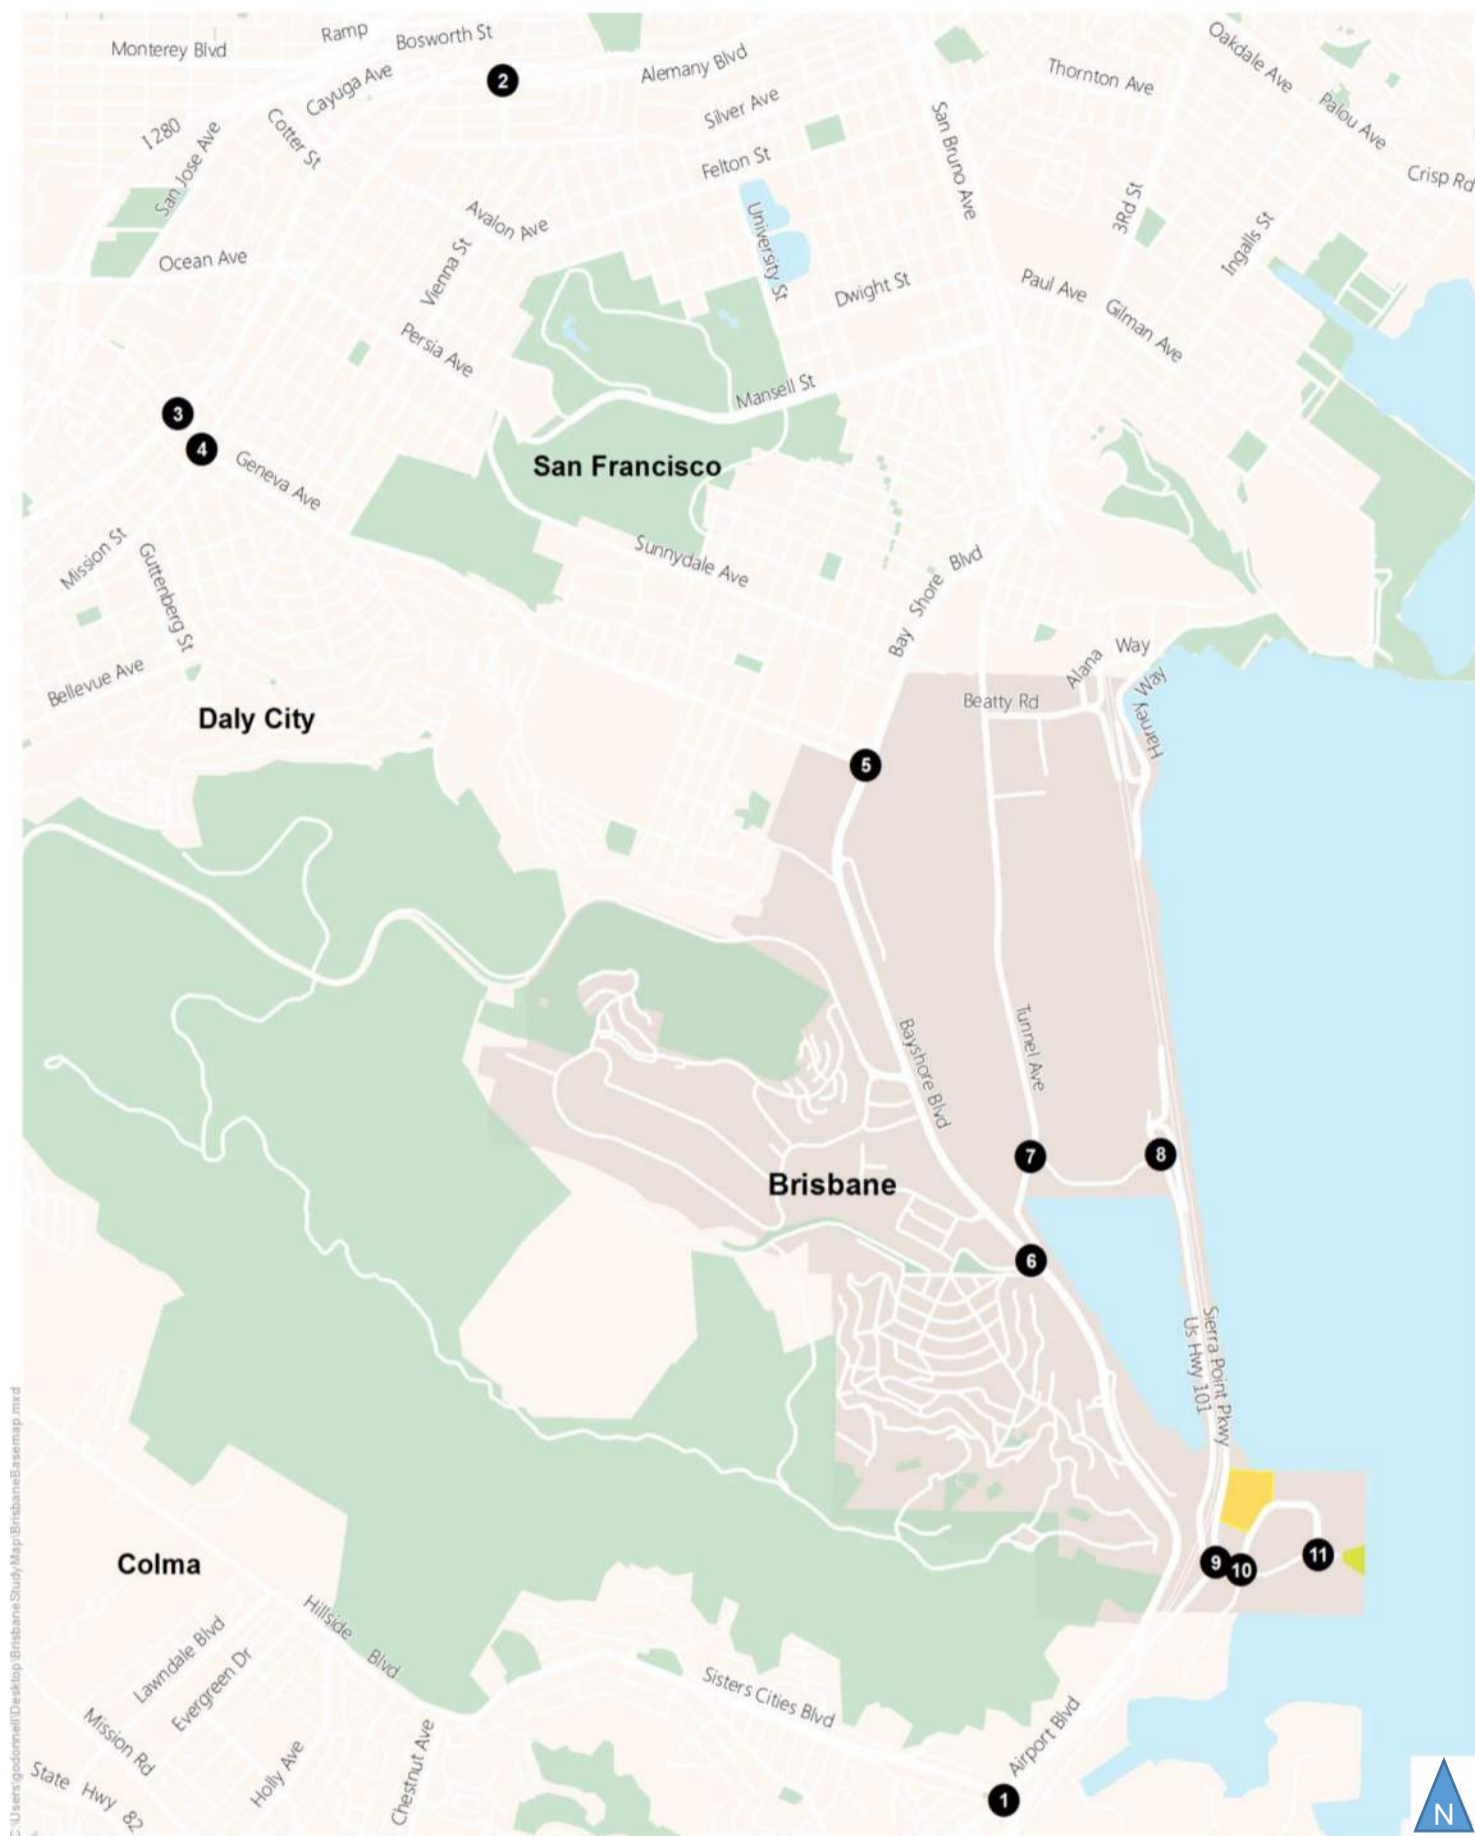 Monterey Blvd
Ramp
Bosworth St
Cayuga Ave
2
Alemany Blvd
Silver Ave
Felton St
Thornton Ave
Oakdale Ave
Palou Ave
Crisp Rd
I 280
San Jose Ave
Cotter St
San Bruno Ave
3Rd St
Ingalls St
Ocean Ave
Avalon Ave
Vienna St
University St
Dwight St
Paul Ave
Gilman Ave
Persia Ave
Mansell St
3
4
Geneva Ave
San Francisco
Mission St
Guttenberg St
Sunnydale Ave
Bay Shore Blvd
Bellevue Ave
Daly City
Alana Way
Beatty Rd
Harney Way
5
Bayshore Blvd
Tunnel Ave
7
8
Brisbane
6
Sierra Point Pkwy
Us Hwy 101
9
10
11
Colma
Hillside Blvd
Lawndale Blvd
Evergreen Dr
Mission Rd
Holly Ave
Chestnut Ave
State Hwy 82
Sisters Cities Blvd
Airport Blvd
1
N
C:\Users\godonnell\Desktop\BrisbaneStudyMap\BrisbaneBasemap.mxd